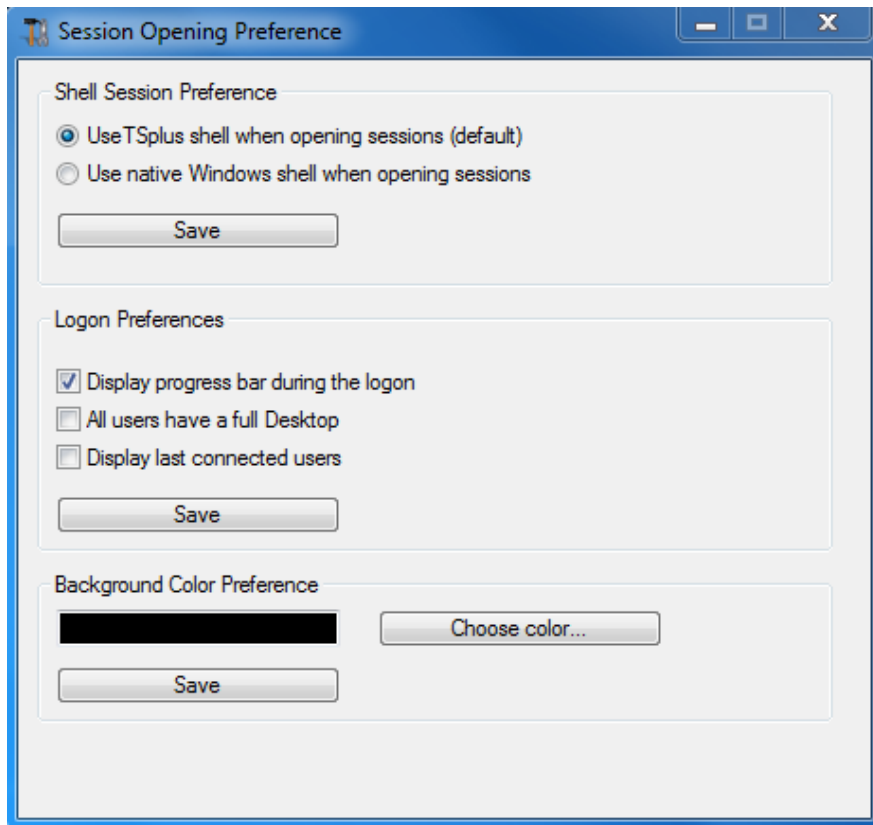 Session Opening Preference
Shell Session Preference
UseTSplus shell when opening sessions (default)
Use native Windows shell when opening sessions
Save
Logon Preferences
Display progress bar during the logon
All users have a full Desktop
Display last connected users
Save
Background Color Preference
Choose color...
Save